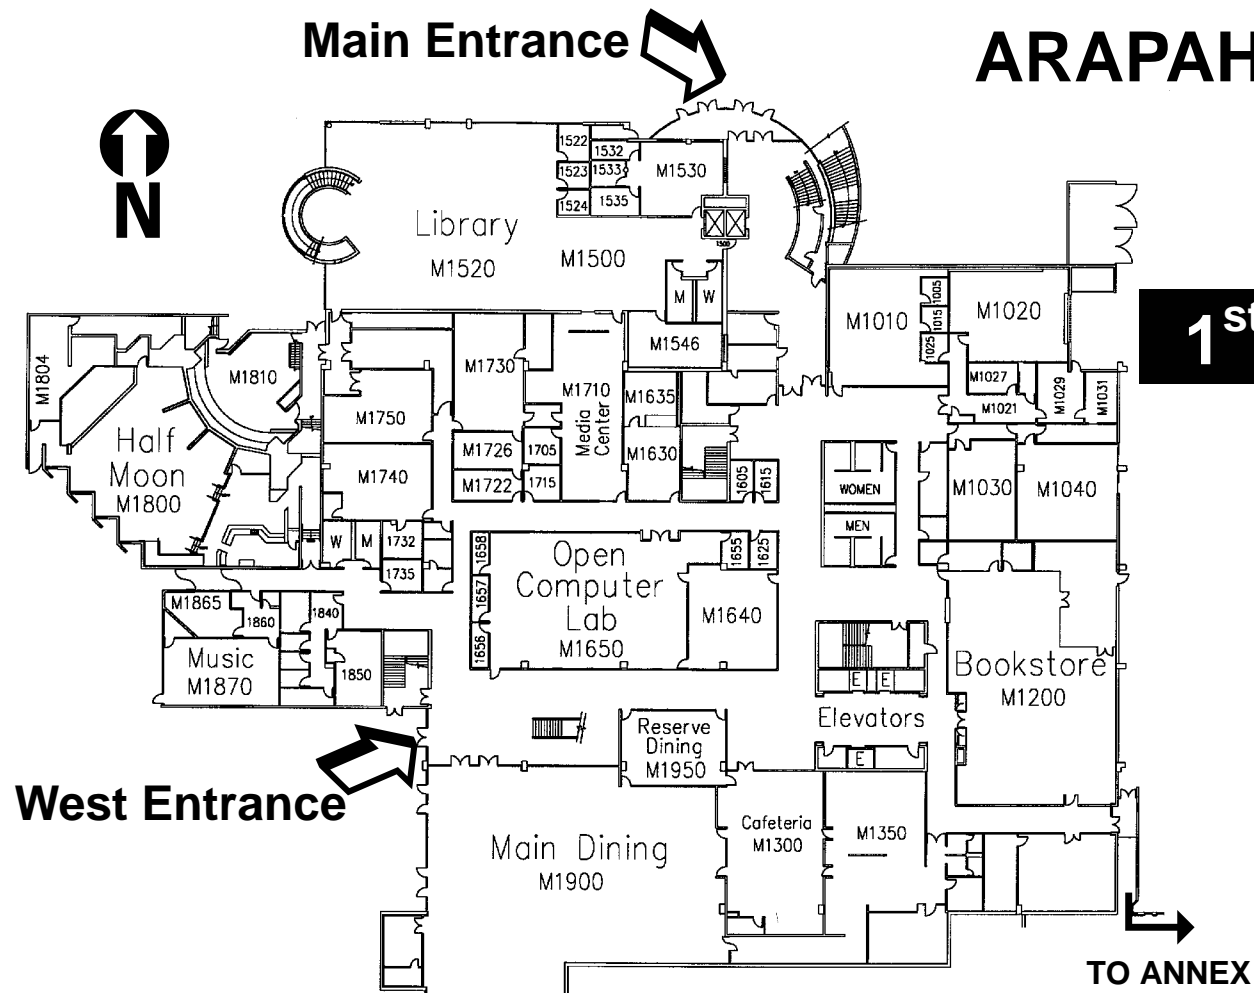 Main Entrance
ARAPAH
N
1st
Library
M1520
M1500
1522
1523
1524
1532
1533
1535
M1530
1500
M
W
M1546
M1010
1005
1015
1025
M1020
M1027
M1021
M1029
M1031
M1030
M1040
M1804
M1810
Half
Moon
M1800
M1750
M1740
M1730
M1726
M1722
1705
1715
M1710
Media
Center
M1635
M1630
1605
1615
WOMEN
MEN
W
M
1732
1735
1658
1657
1656
Open
Computer
Lab
M1650
1655
1625
M1640
M1865
1860
1840
1850
Music
M1870
E
E
Elevators
E
Bookstore
M1200
Reserve
Dining
M1950
West Entrance
Main Dining
M1900
Cafeteria
M1300
M1350
TO ANNEX